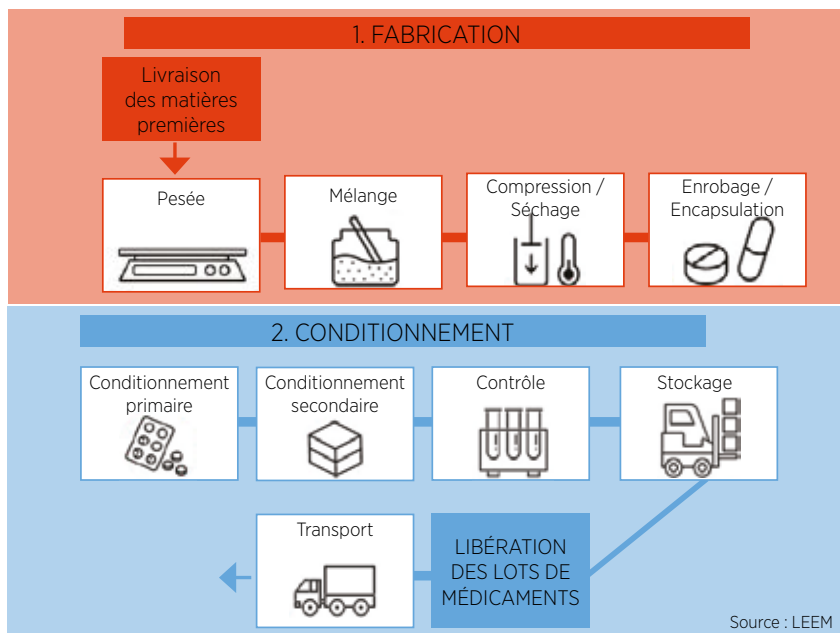 1. FABRICATION
Livraison
des matières
premières
Pesée
Mélange
Compression /
Séchage
Enrobage /
Encapsulation
2. CONDITIONNEMENT
Conditionnement
primaire
Conditionnement
secondaire
Contrôle
Stockage
Transport
LIBÉRATION
DES LOTS DE
MÉDICAMENTS
Source : LEEM